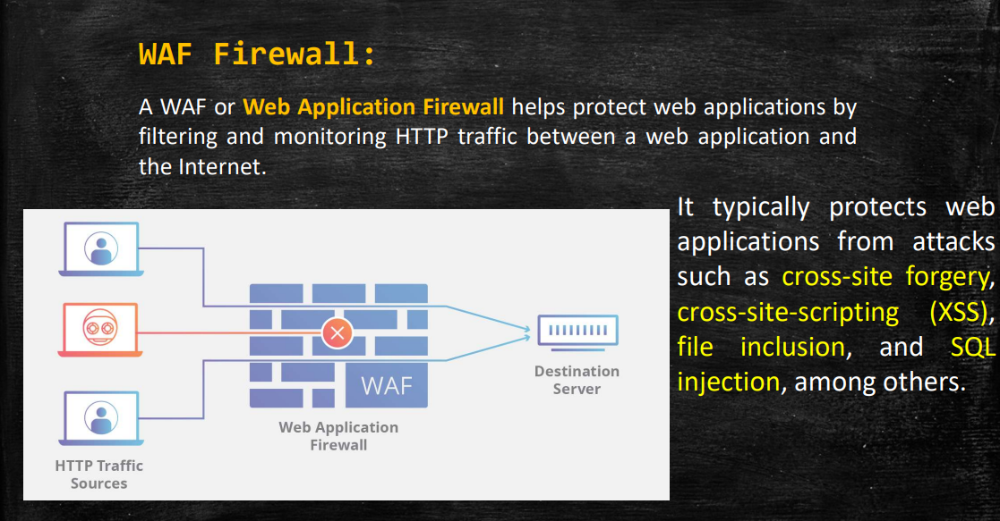 WAF Firewall:
A WAF or Web Application Firewall helps protect web applications by
filtering and monitoring HTTP traffic between a web application and
the Internet.
It typically protects web
applications from attacks
such as cross-site forgery,
cross-site-scripting (XSS),
file inclusion, and SQL
injection, among others.
WAF
Web Application
Firewall
Destination
Server
HTTP Traffic
Sources